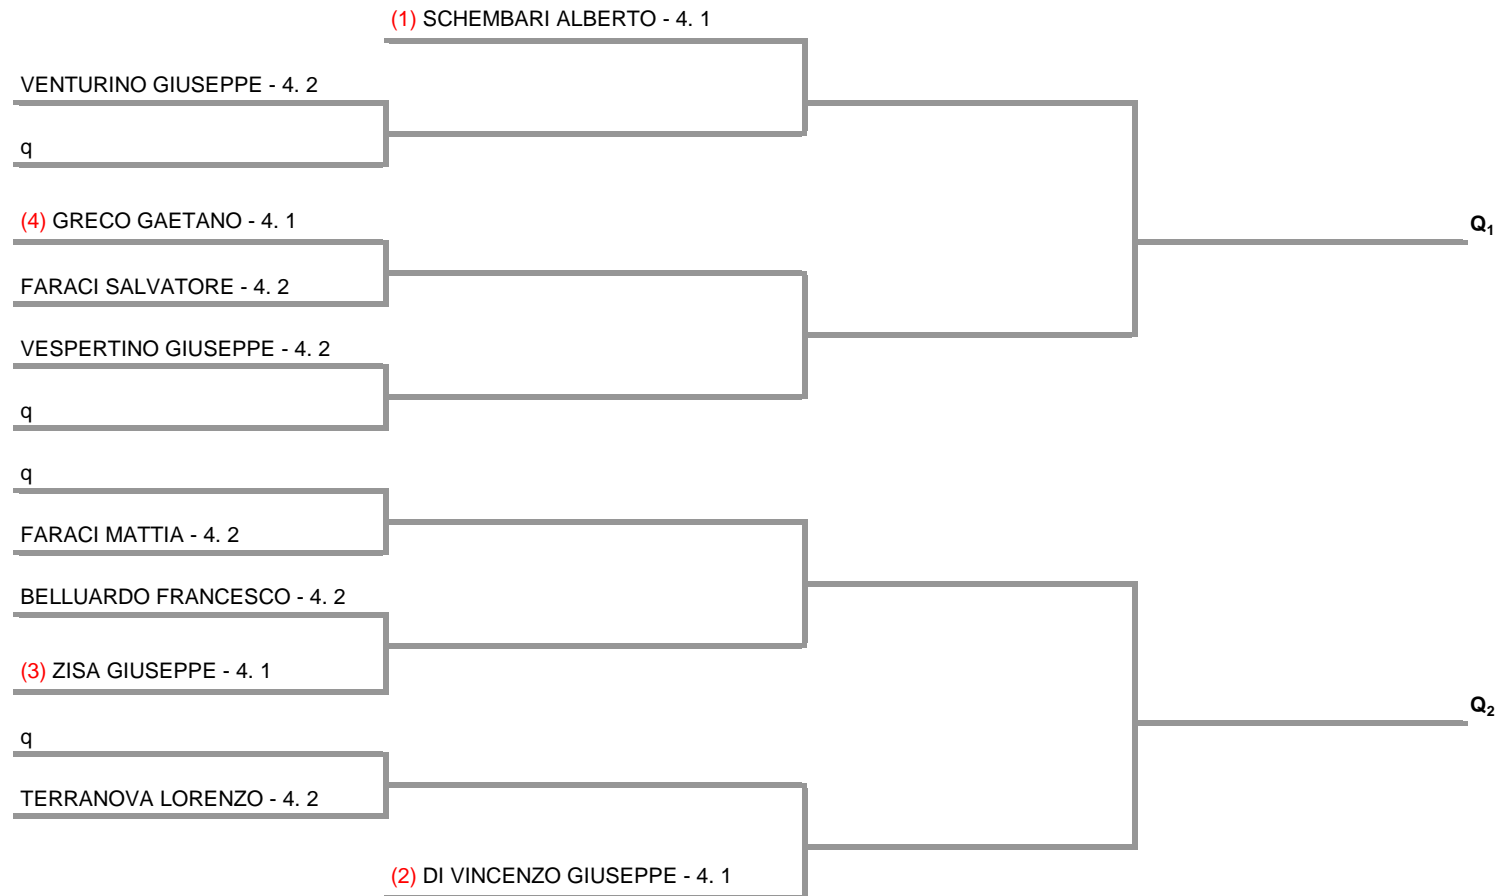 (1) SCHEMBARI ALBERTO - 4. 1
VENTURINO GIUSEPPE - 4. 2
q
(4) GRECO GAETANO - 4. 1
Q1
FARACI SALVATORE - 4. 2
VESPERTINO GIUSEPPE - 4. 2
q
q
FARACI MATTIA - 4. 2
BELLUARDO FRANCESCO - 4. 2
(3) ZISA GIUSEPPE - 4. 1
Q2
q
TERRANOVA LORENZO - 4. 2
(2) DI VINCENZO GIUSEPPE - 4. 1